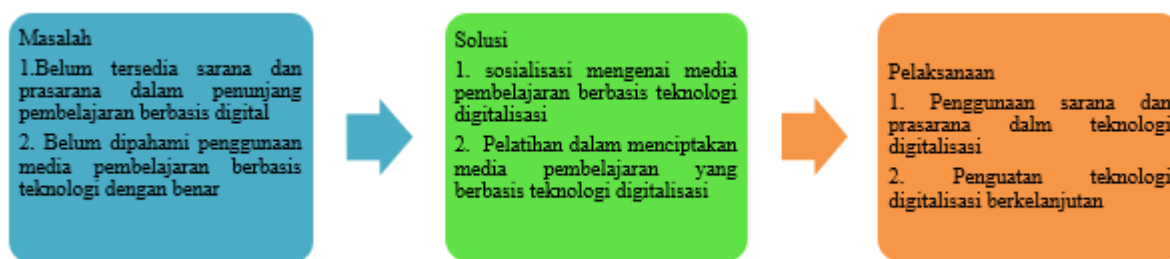 Masalah
1.Belum tersedia sarana dan
prasarana dalam penunjang
pembelajaran berbasis digital
2. Belum dipahami penggunaan
media pembelajaran berbasis
teknologi dengan benar
Solusi
1. sosialisasi mengenai media
pembelajaran berbasis teknologi
digitalisasi
2. Pelatihan dalam menciptakan
media pembelajaran yang
berbasis teknologi digitalisasi
Pelaksanaan
1. Penggunaan sarana dan
prasarana dalm teknologi
digitalisasi
2. Penguatan teknologi
digitalisasi berkelanjutan